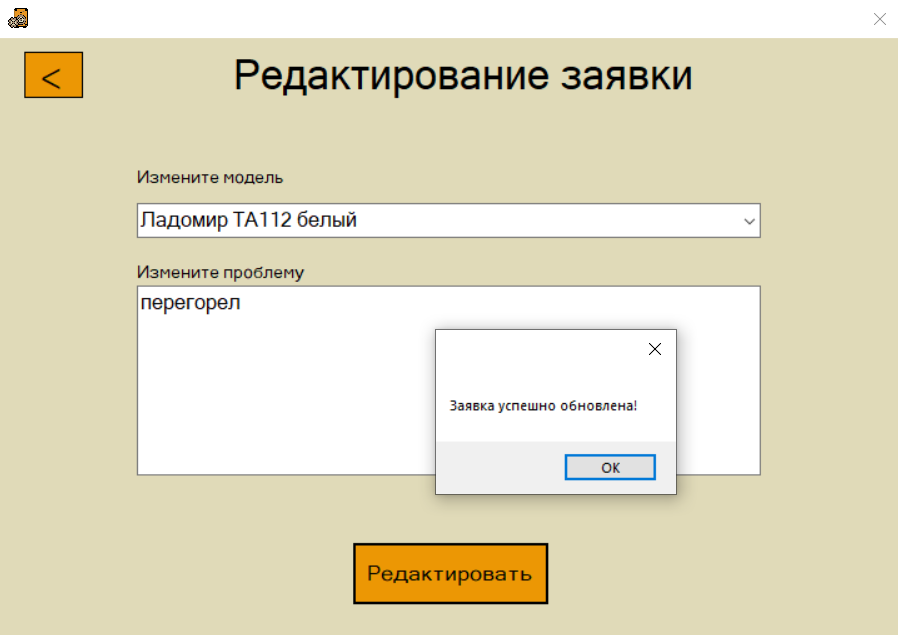 <
Редактирование заявки
Измените модель
Ладомир ТА112 белый
Измените проблему
перегорел
Заявка успешно обновлена!
ОК
Редактировать